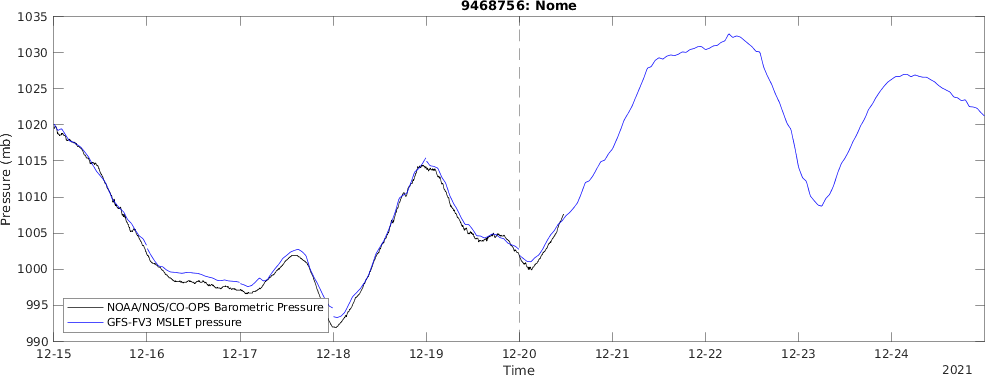 9468756: Nome
1035
1030
1025
1020
1015
1010
1005
1000
995
990
Pressure (mb)
NOAA/NOS/CO-OPS Barometric Pressure
GFS-FV3 MSLET pressure
12-15 12-16 12-17 12-18 12-19 12-20 12-21 12-22 12-23 12-24
Time
2021